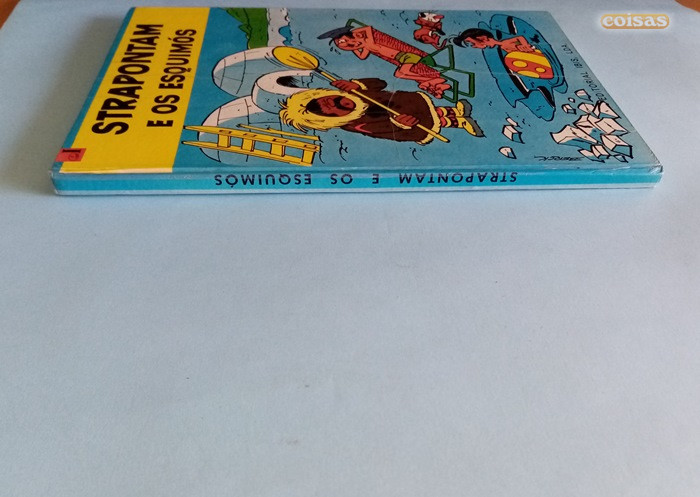 STRAPONTAM
E OS ESQUIMÓS
STRAPONTAM E OS ESQUIMÓS
coisas